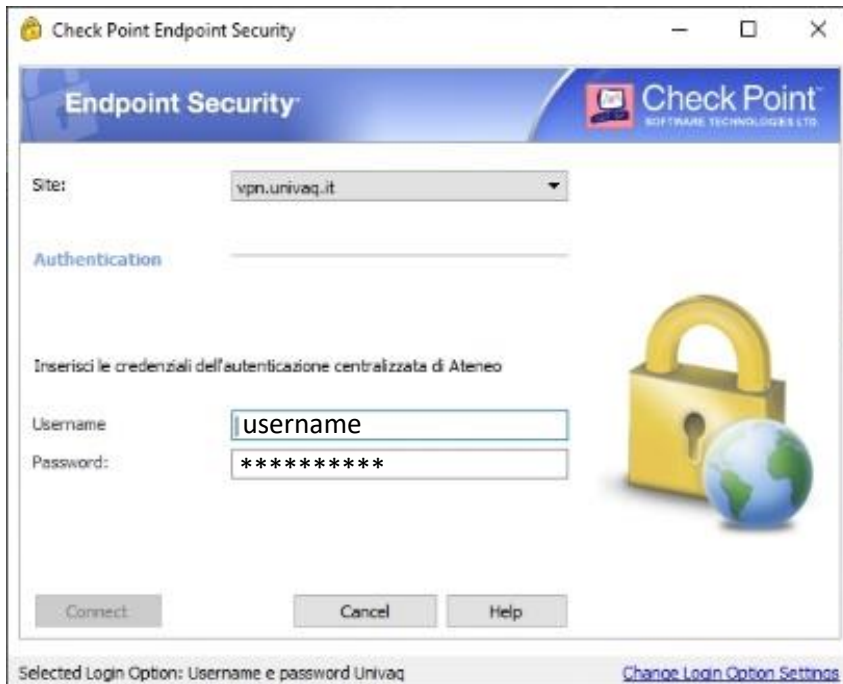 Check Point Endpoint Security
Endpoint Security
Check Point
SOFTWARE TECHNOLOGIES LTD.
Site:
vpn.univaq.it
Authentication
Inserisci le credenziali dell'autenticazione centralizzata di Ateneo
Username
username
Password:
**********
Connect
Cancel
Help
Selected Login Option: Username e password Univaq
Change Login Option Settings